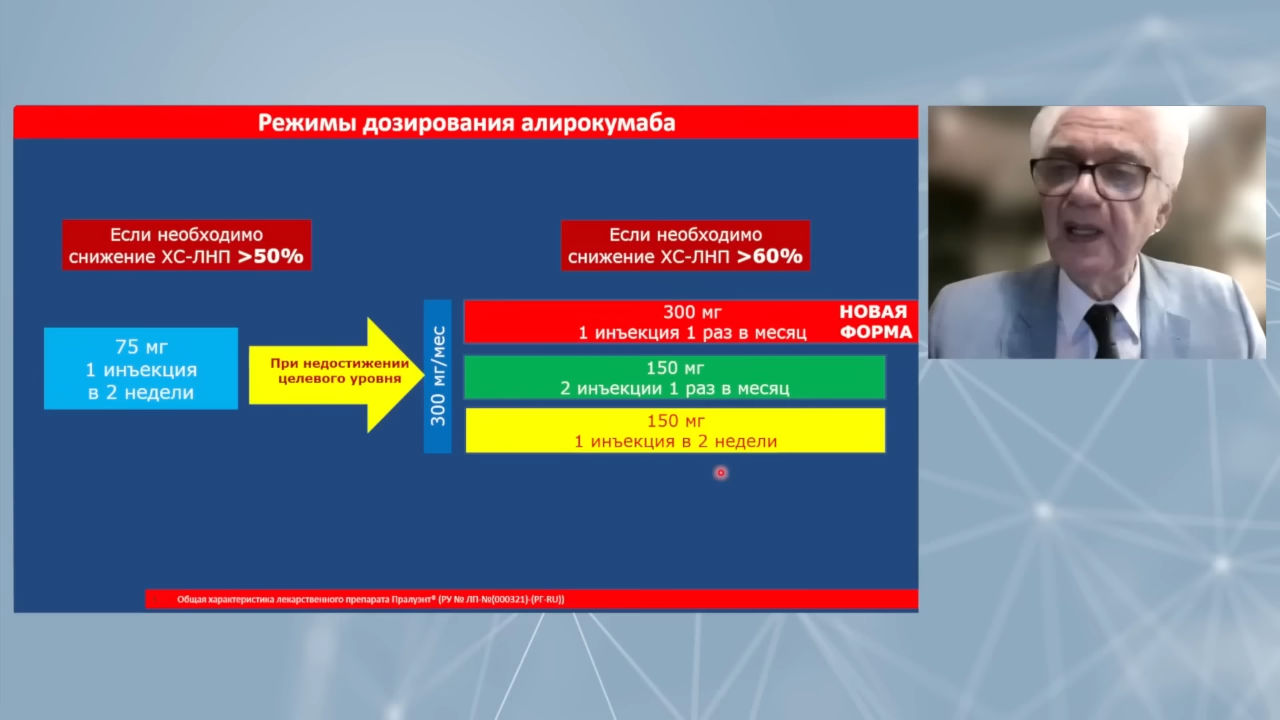 Режимы дозирования алирокумаба
Если необходимо
снижение ХС-ЛНП >50%
Если необходимо
снижение ХС-ЛНП >60%
75 мг
1 инъекция
в 2 недели
При недостижении
целевого уровня
300 мг/мес
300 мг
1 инъекция 1 раз в месяц
НОВАЯ
ФОРМА
150 мг
2 инъекции 1 раз в месяц
150 мг
1 инъекция в 2 недели
Общая характеристика лекарственного препарата Пралуэнт® (РУ № ЛП-№(000321)-(РГ-RU))